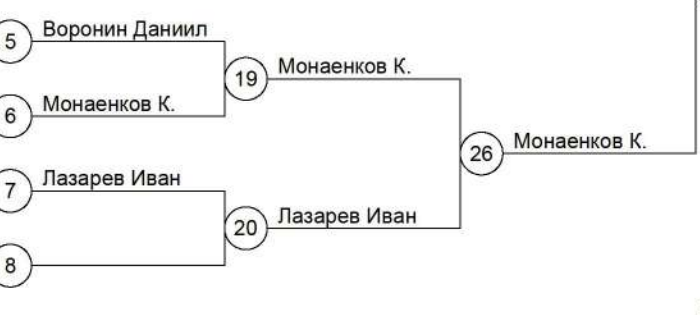 5 Воронин Даниил
19 Монаенков К.
6 Монаенков К.
26 Монаенков К.
7 Лазарев Иван
20 Лазарев Иван
8